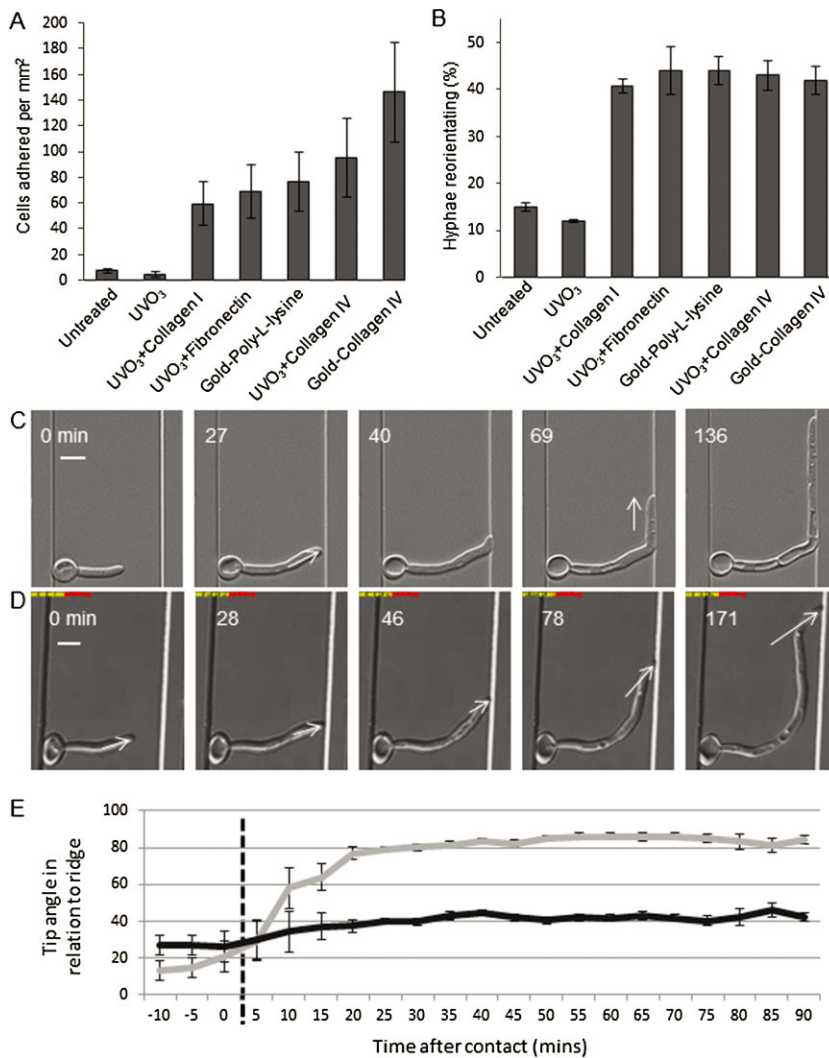 A
Cells adhered per mm²
200
180
160
140
120
100
80
60
40
20
0
Untreated
UVO₃
UVO₃+Collagen I
UVO₃+Fibronectin
Gold-Poly-L-lysine
UVO₃+Collagen IV
Gold-Collagen IV
B
Hyphae reorientating (%)
50
40
30
20
10
0
Untreated
UVO₃
UVO₃+Collagen I
UVO₃+Fibronectin
Gold-Poly-L-lysine
UVO₃+Collagen IV
Gold-Collagen IV
C
0 min
27
40
69
136
D
0 min
28
46
78
171
E
Tip angle in
relation to ridge
100
80
60
40
20
0
-10 -5 0 5 10 15 20 25 30 35 40 45 50 55 60 65 70 75 80 85 90
Time after contact (mins)